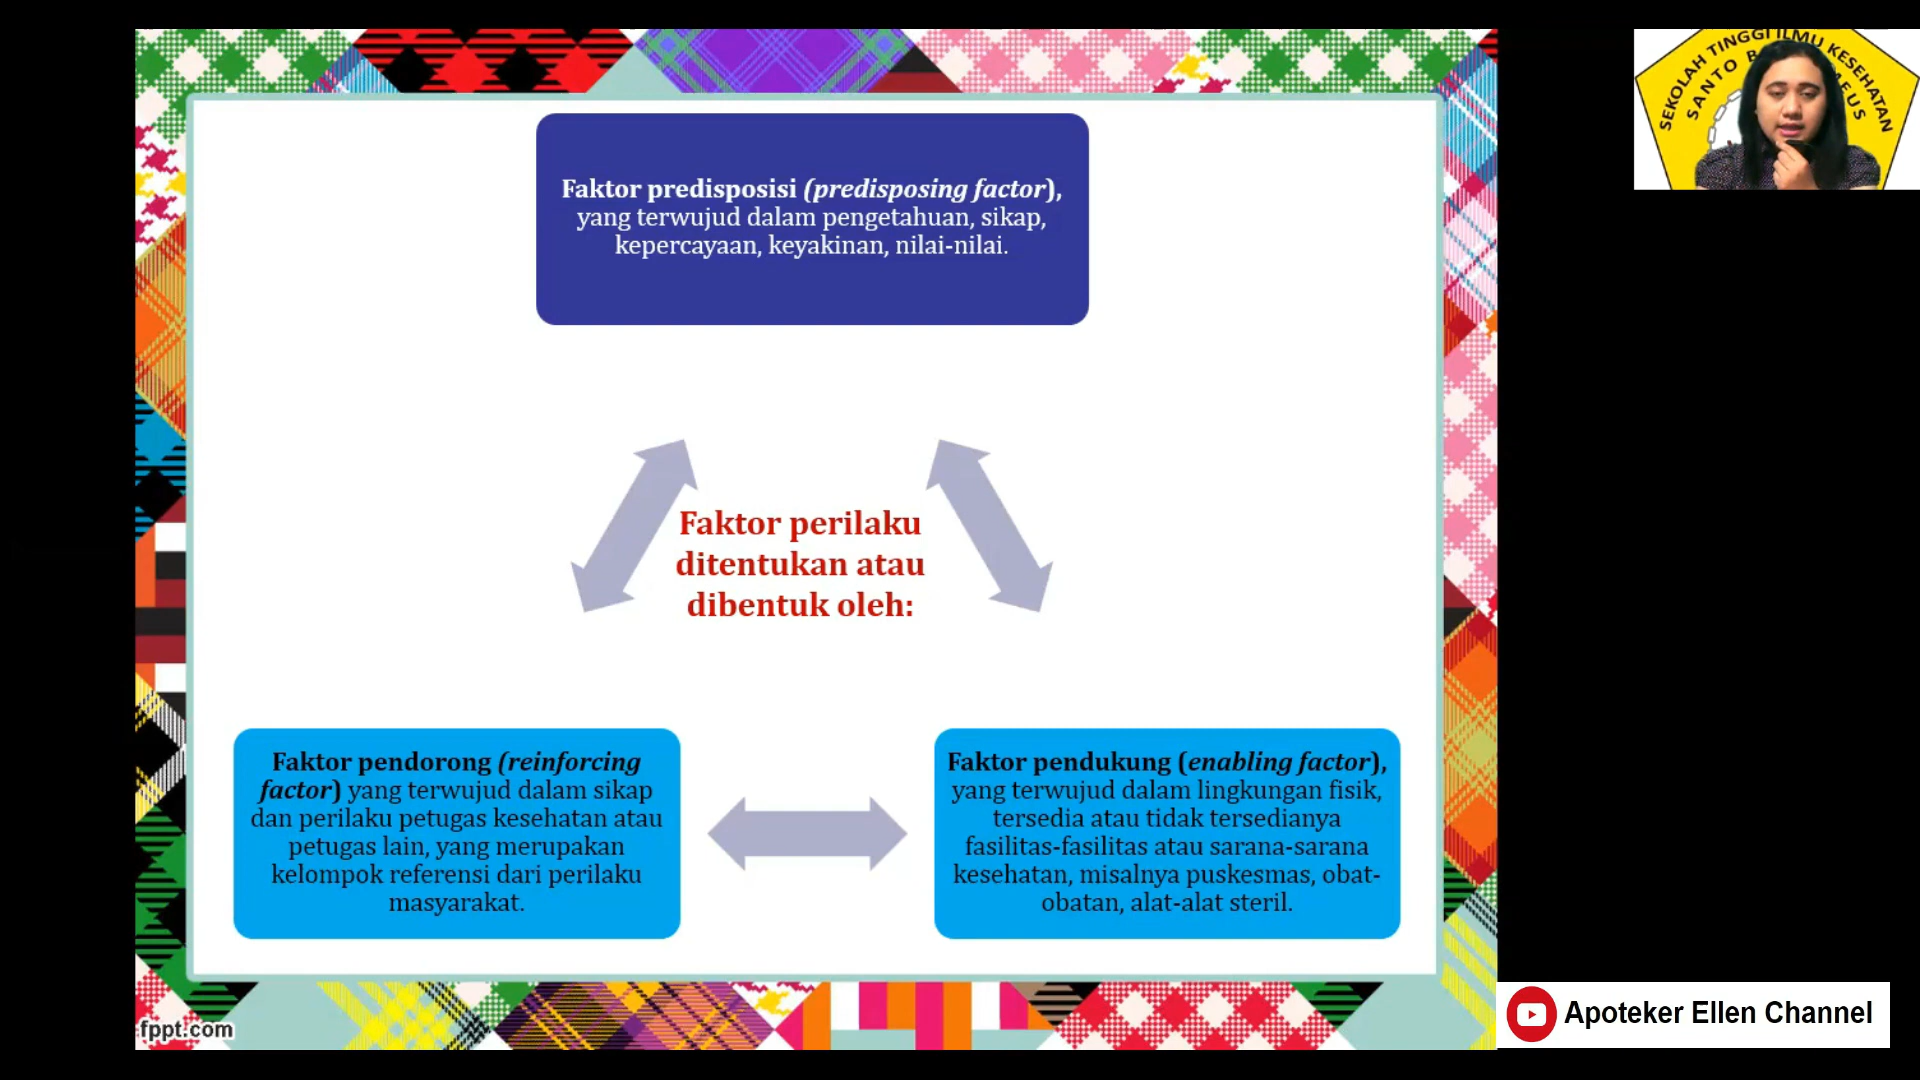 Faktor predisposisi (predisposing factor),
yang terwujud dalam pengetahuan, sikap,
kepercayaan, keyakinan, nilai-nilai.
Faktor perilaku
ditentukan atau
dibentuk oleh:
Faktor pendorong (reinforcing
factor) yang terwujud dalam sikap
dan perilaku petugas kesehatan atau
petugas lain, yang merupakan
kelompok referensi dari perilaku
masyarakat.
Faktor pendukung (enabling factor),
yang terwujud dalam lingkungan fisik,
tersedia atau tidak tersedianya
fasilitas-fasilitas atau sarana-sarana
kesehatan, misalnya puskesmas, obat-
obatan, alat-alat steril.
fppt.com
SEKOLAH TINGGI ILMU KESEHATAN
SANTO
Apoteker Ellen Channel